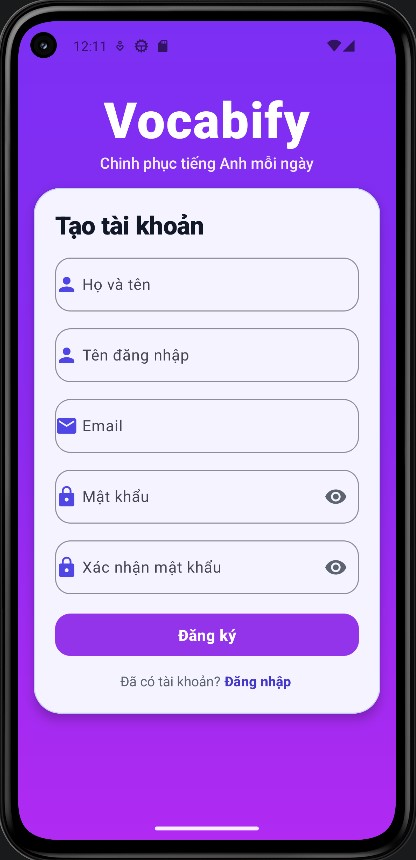 12:11
Vocabify
Chinh phục tiếng Anh mỗi ngày
Tạo tài khoản
Họ và tên
Tên đăng nhập
Email
Mật khẩu
Xác nhận mật khẩu
Đăng ký
Đã có tài khoản? Đăng nhập